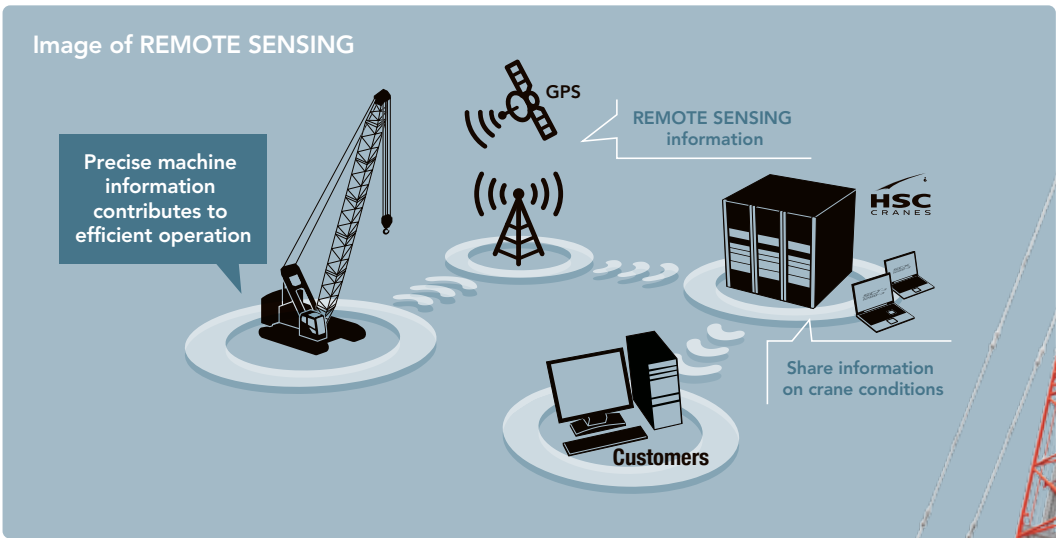 Image of REMOTE SENSING
GPS
REMOTE SENSING
information
Precise machine
information
contributes to
efficient operation
HSC
CRANES
Share information
on crane conditions
Customers